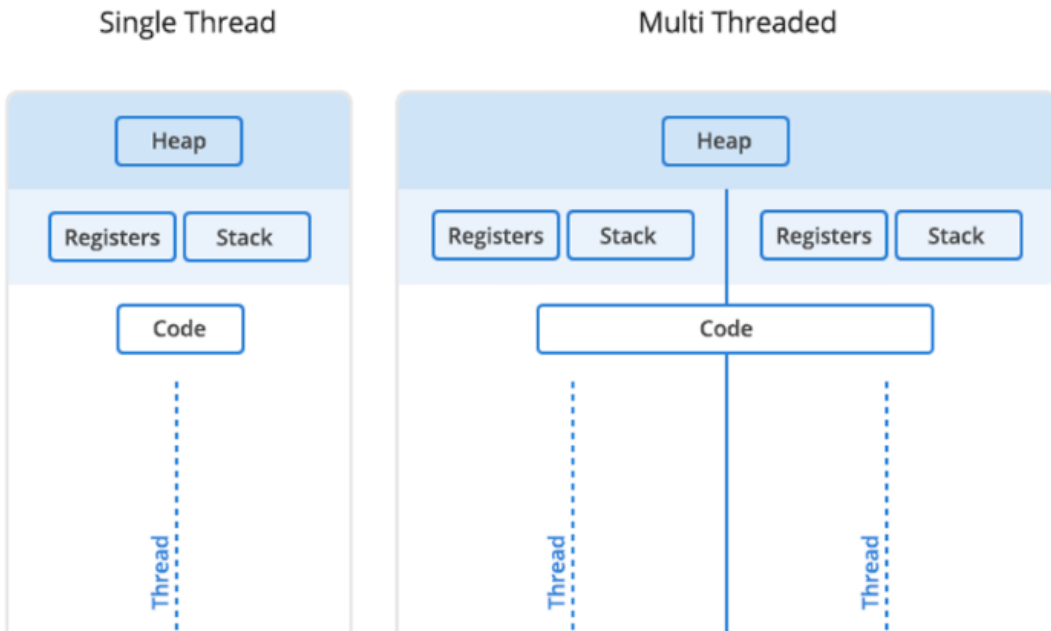 Single Thread
Multi Threaded
Heap
Registers
Stack
Code
Thread
Heap
Registers
Stack
Registers
Stack
Code
Thread
Thread